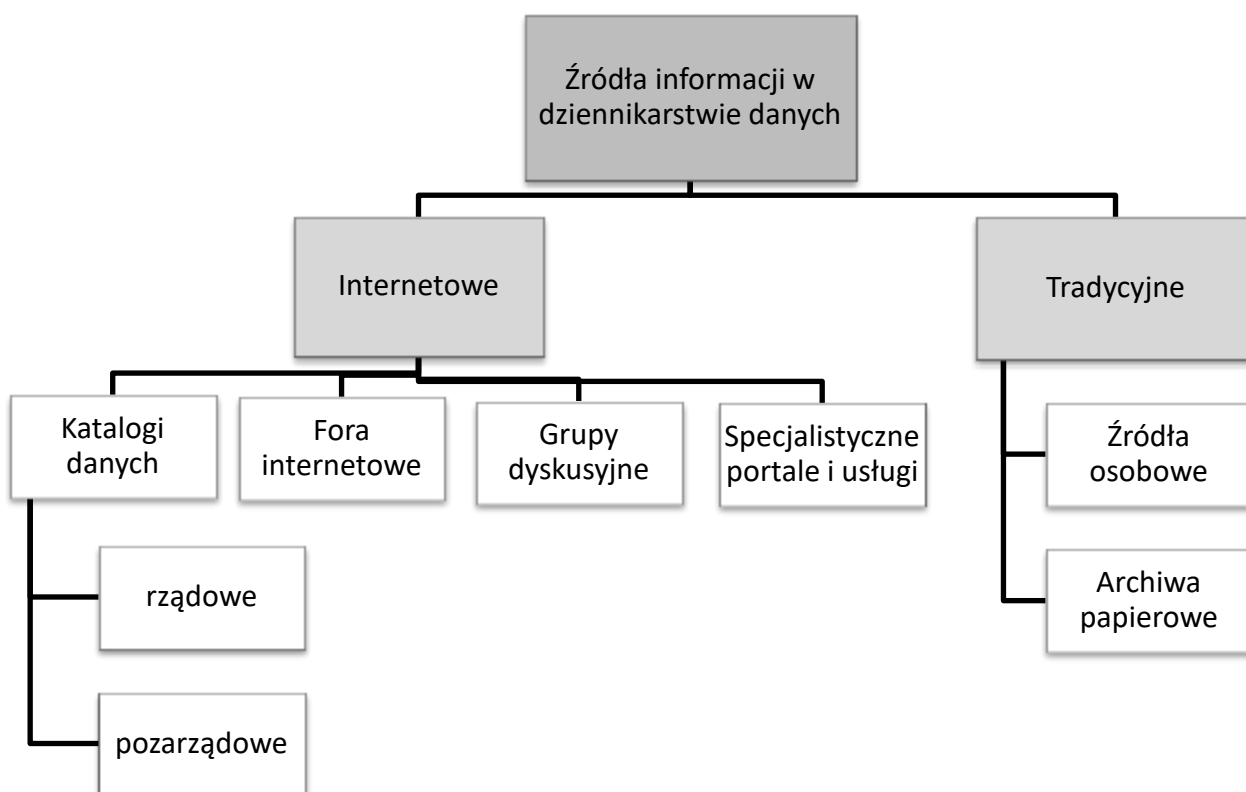 Źródła informacji w
dziennikarstwie danych
Internetowe
Tradycyjne
Katalogi
danych
Fora
internetowe
Grupy
dyskusyjne
Specjalistyczne
portale i usługi
Źródła
osobowe
rządowe
Archiwa
papierowe
pozarządowe